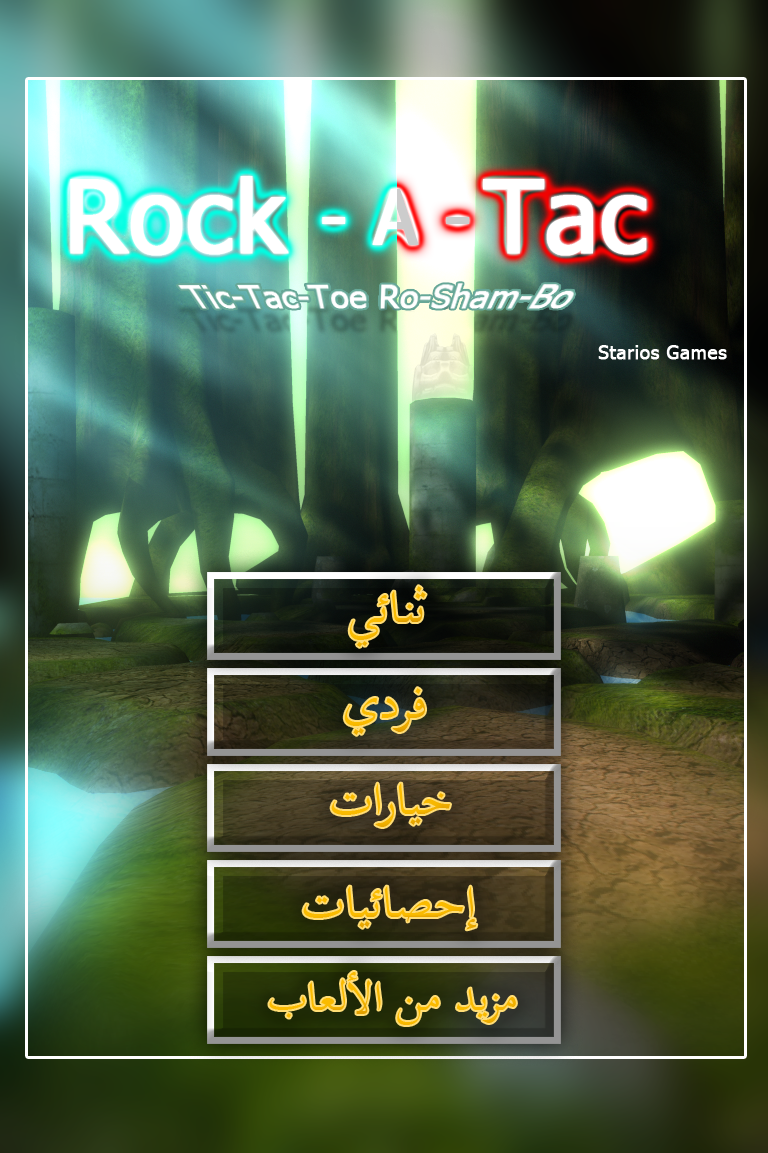 Rock - A - Tac
Tic-Tac-Toe Ro-Sham-Bo
Starios Games
ثنائي
فردي
خيارات
إحصائيات
مزيد من الألعاب